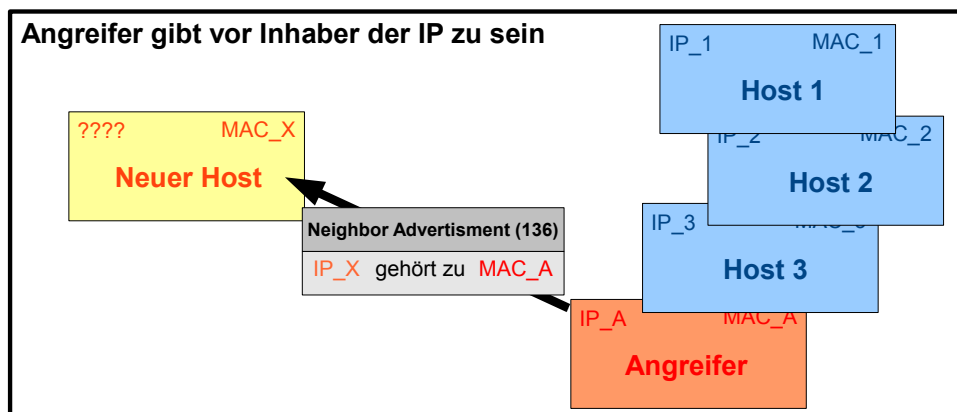 Angreifer gibt vor Inhaber der IP zu sein
IP_1 MAC_1
Host 1
???? MAC_X
Neuer Host
IP_2 MAC_2
Host 2
Neighbor Advertisment (136)
IP_X gehört zu MAC_A
IP_3
Host 3
IP_A MAC_A
Angreifer